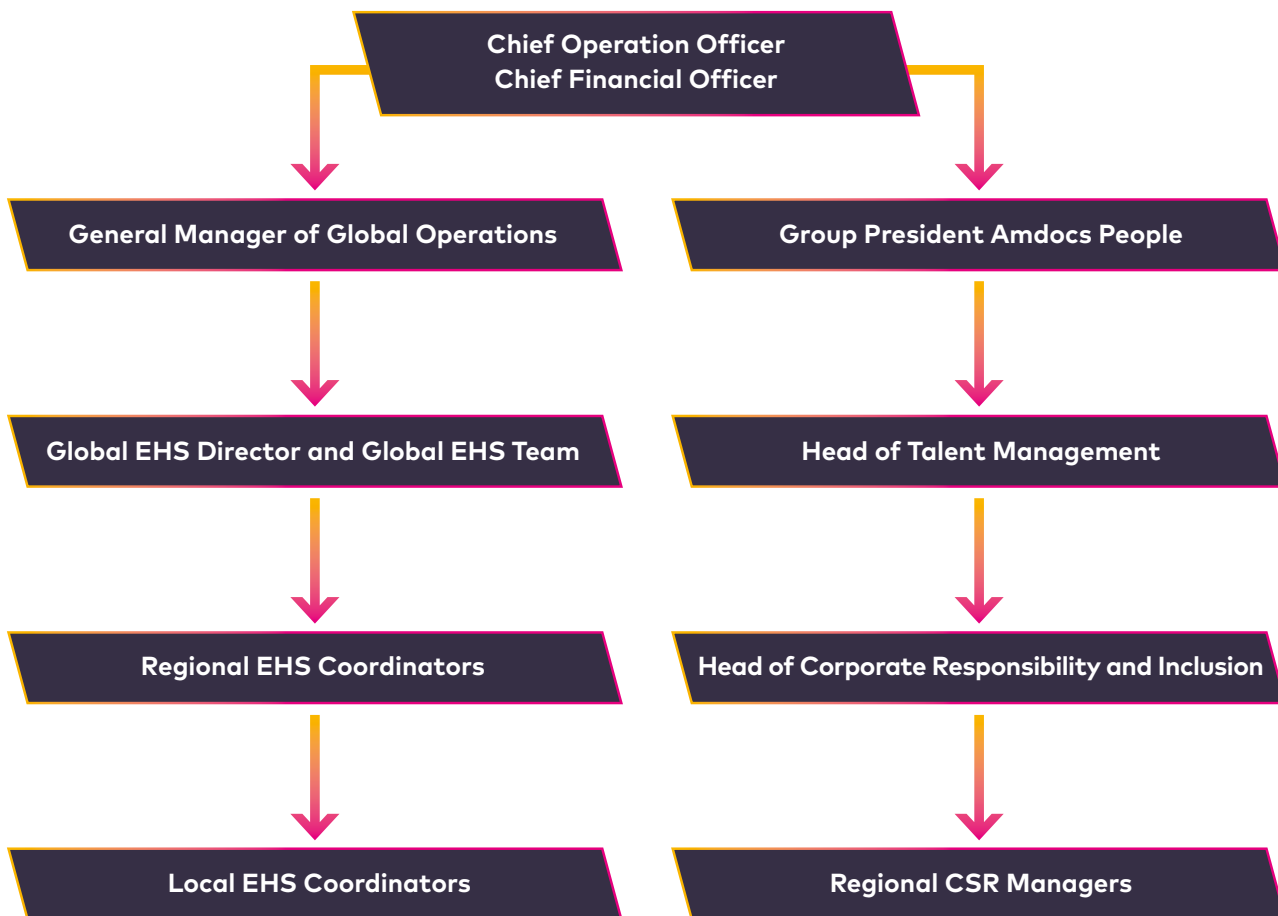 Chief Operation Officer
Chief Financial Officer
General Manager of Global Operations
Group President Amdocs People
Global EHS Director and Global EHS Team
Head of Talent Management
Regional EHS Coordinators
Head of Corporate Responsibility and Inclusion
Local EHS Coordinators
Regional CSR Managers